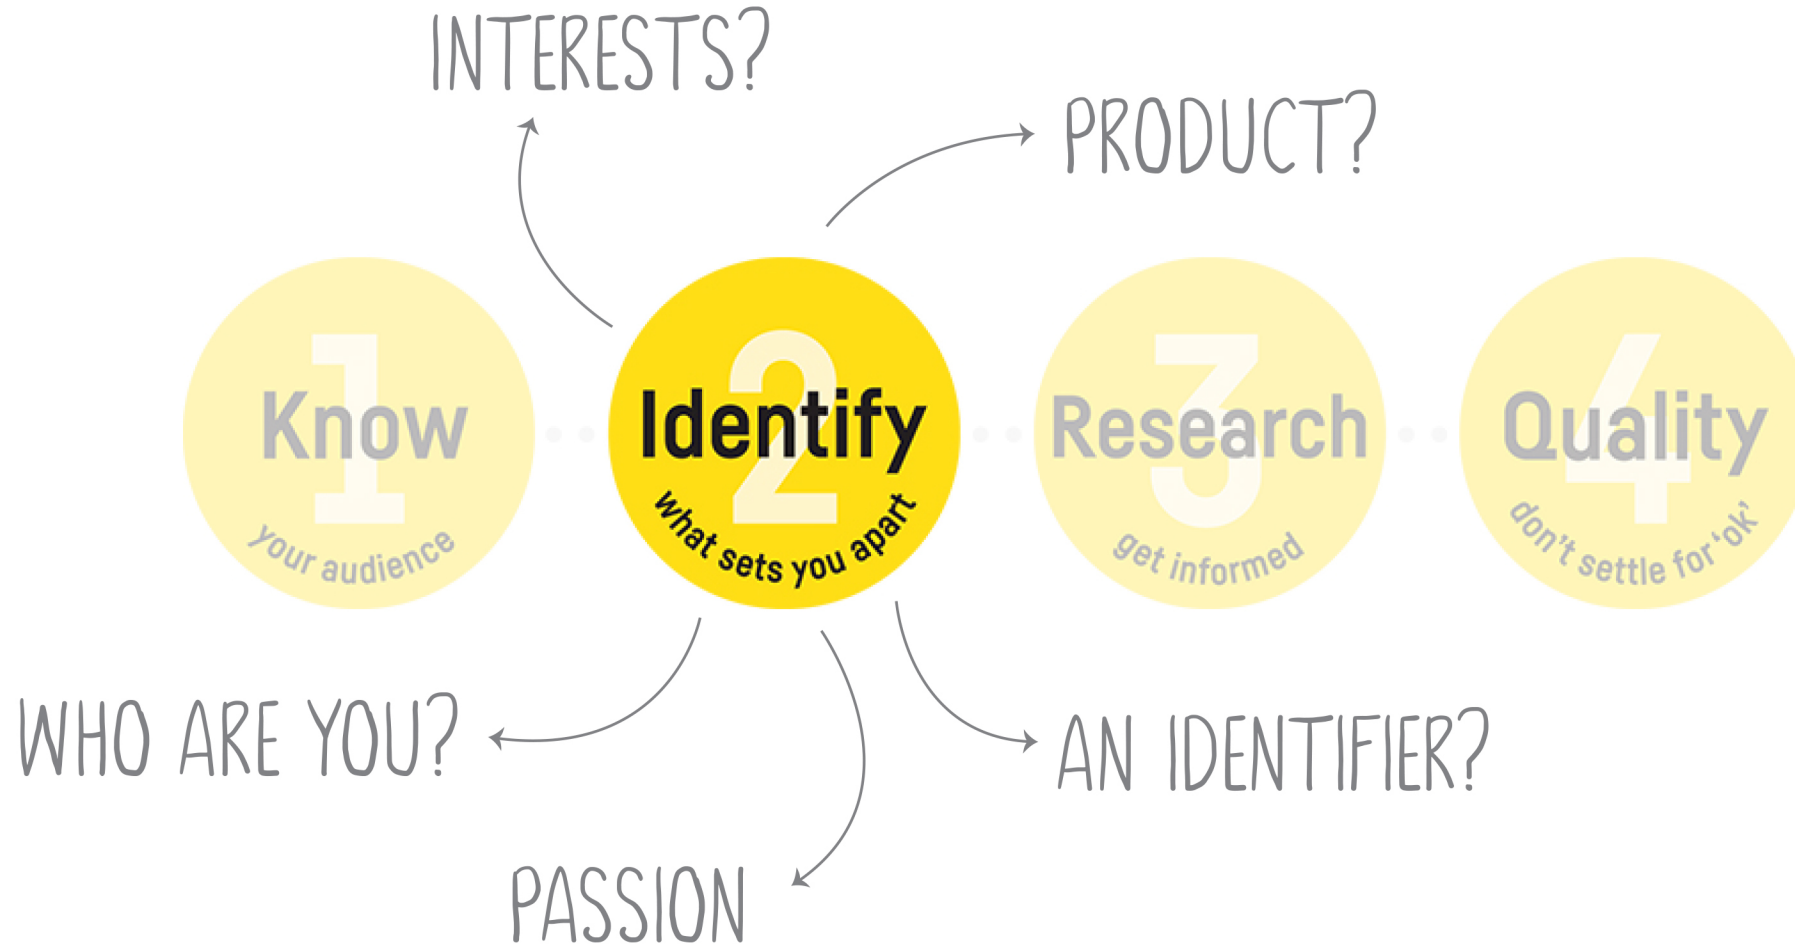 INTERESTS?
PRODUCT?
1
Know
your audience
2
Identify
what sets you apart
3
Research
get informed
4
Quality
don't settle for 'ok'
WHO ARE YOU?
AN IDENTIFIER?
PASSION